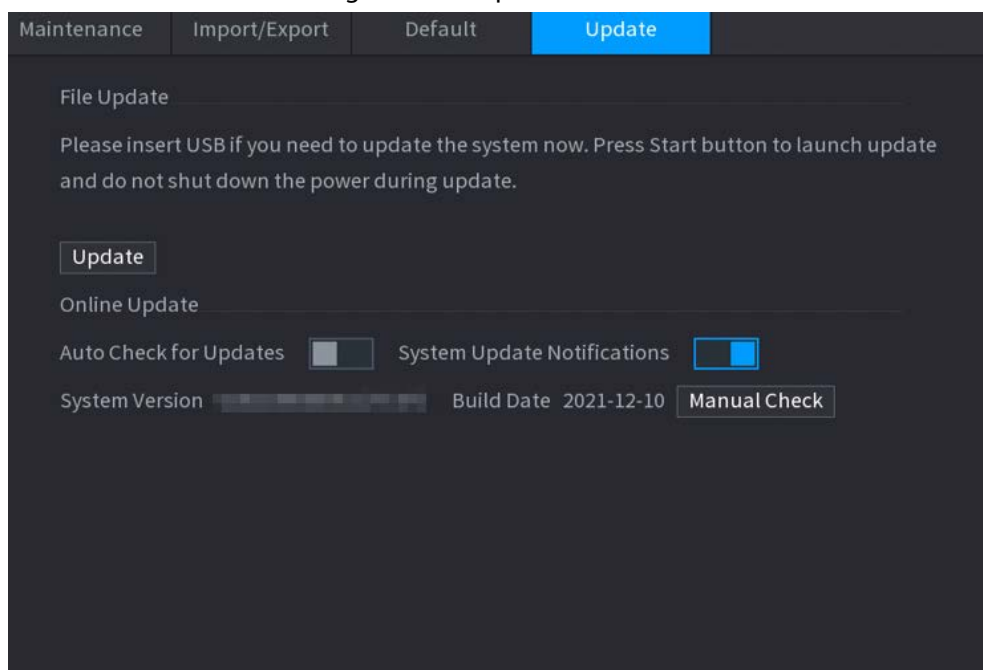 Maintenance Import/Export Default Update
File Update
Please insert USB if you need to update the system now. Press Start button to launch update
and do not shut down the power during update.
Update
Online Update
Auto Check for Updates System Update Notifications
System Version Build Date 2021-12-10 Manual Check